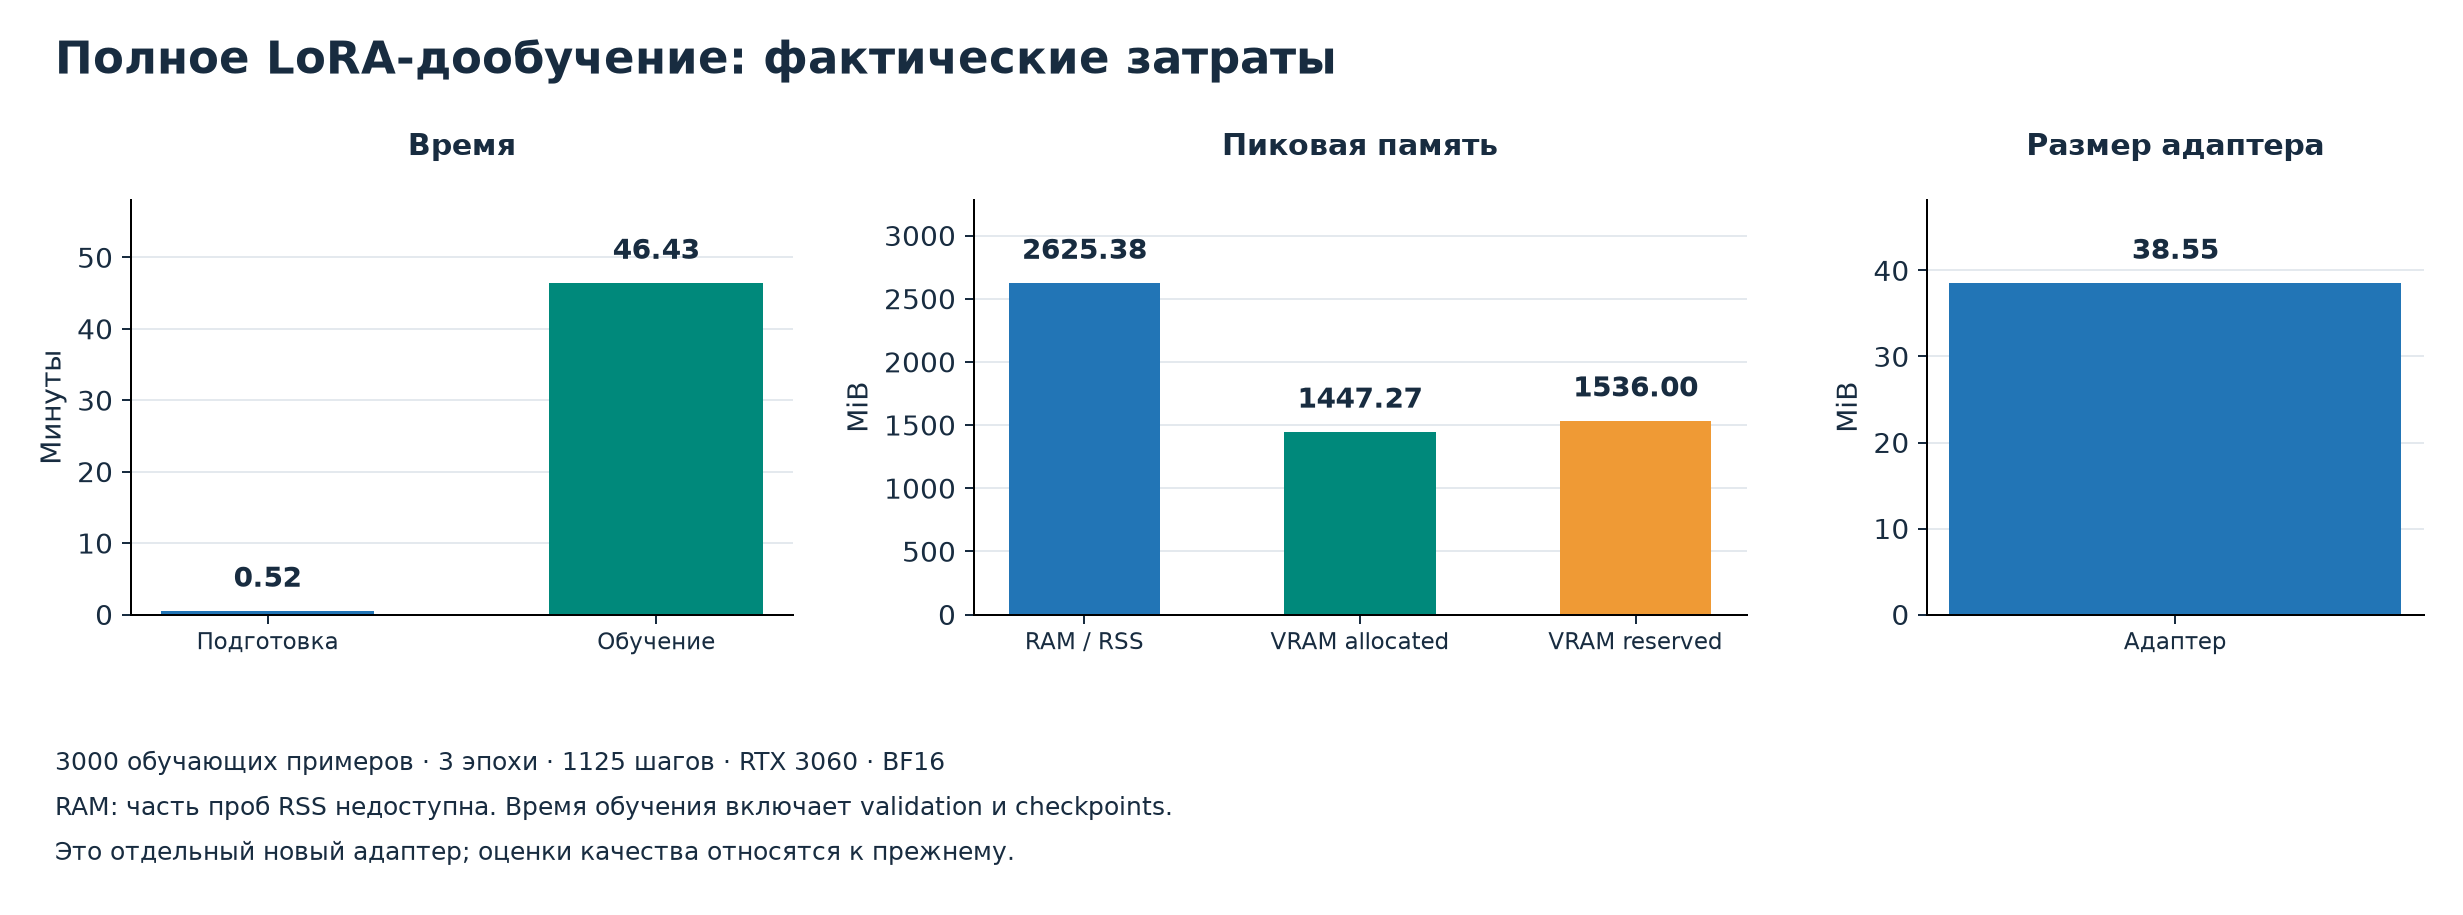 Полное LoRA-дообучение: фактические затраты
Время
Минуты
50
40
30
20
10
0
0.52
46.43
Подготовка
Обучение
Пиковая память
MiB
3000
2500
2000
1500
1000
500
0
2625.38
1447.27
1536.00
RAM / RSS
VRAM allocated
VRAM reserved
Размер адаптера
MiB
40
30
20
10
0
38.55
Адаптер
3000 обучающих примеров · 3 эпохи · 1125 шагов · RTX 3060 · BF16
RAM: часть проб RSS недоступна. Время обучения включает validation и checkpoints.
Это отдельный новый адаптер; оценки качества относятся к прежнему.